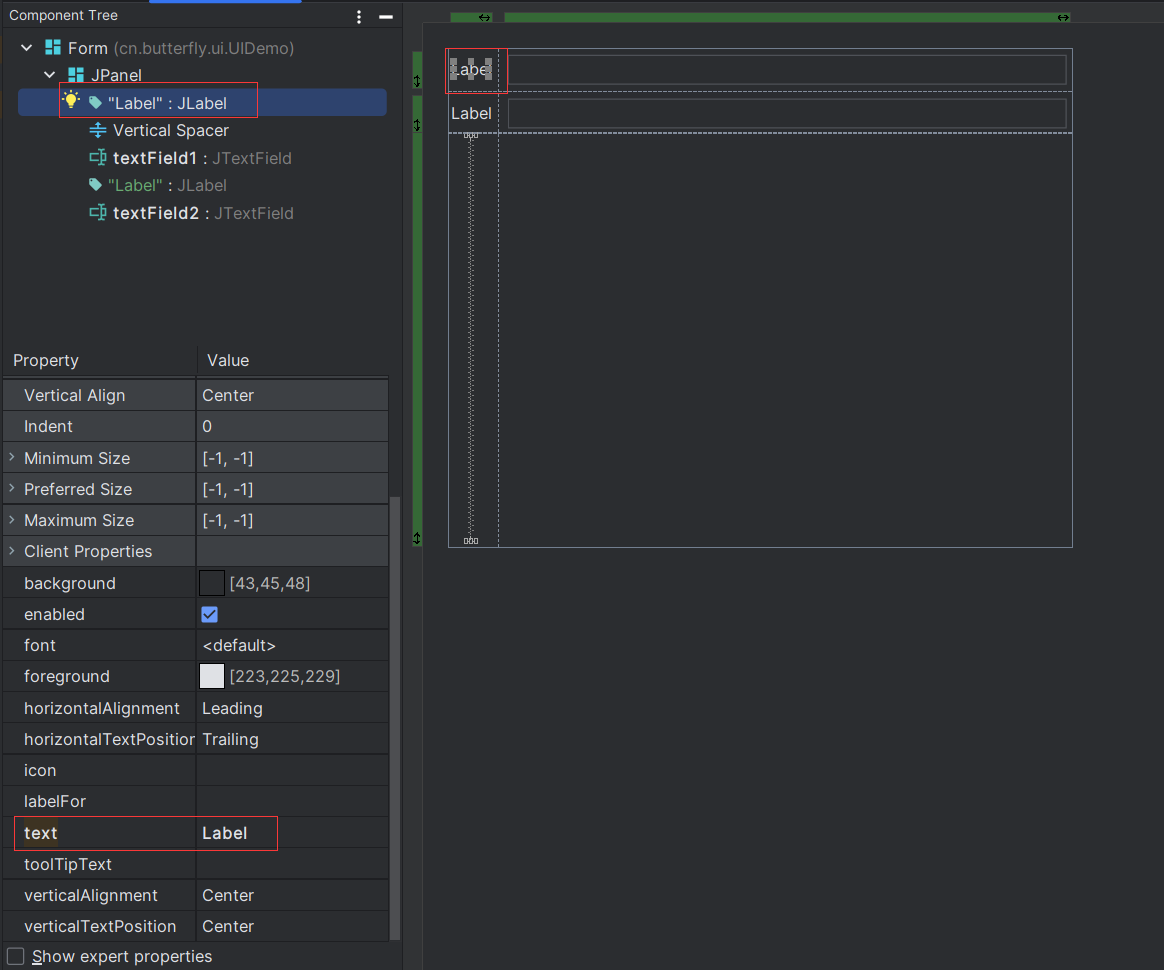 Component Tree
Form (cn.butterfly.ui.UIDemo)
JPanel
"Label" : JLabel
Vertical Spacer
textField1 : JTextField
"Label" : JLabel
textField2 : JTextField
Property Value
Vertical Align Center
Indent 0
Minimum Size [-1, -1]
Preferred Size [-1, -1]
Maximum Size [-1, -1]
Client Properties
background [43,45,48]
enabled
font <default>
foreground [223,225,229]
horizontalAlignment Leading
horizontalTextPosition Trailing
icon
labelFor
text Label
toolTipText
verticalAlignment Center
verticalTextPosition Center
Show expert properties
Label
Label